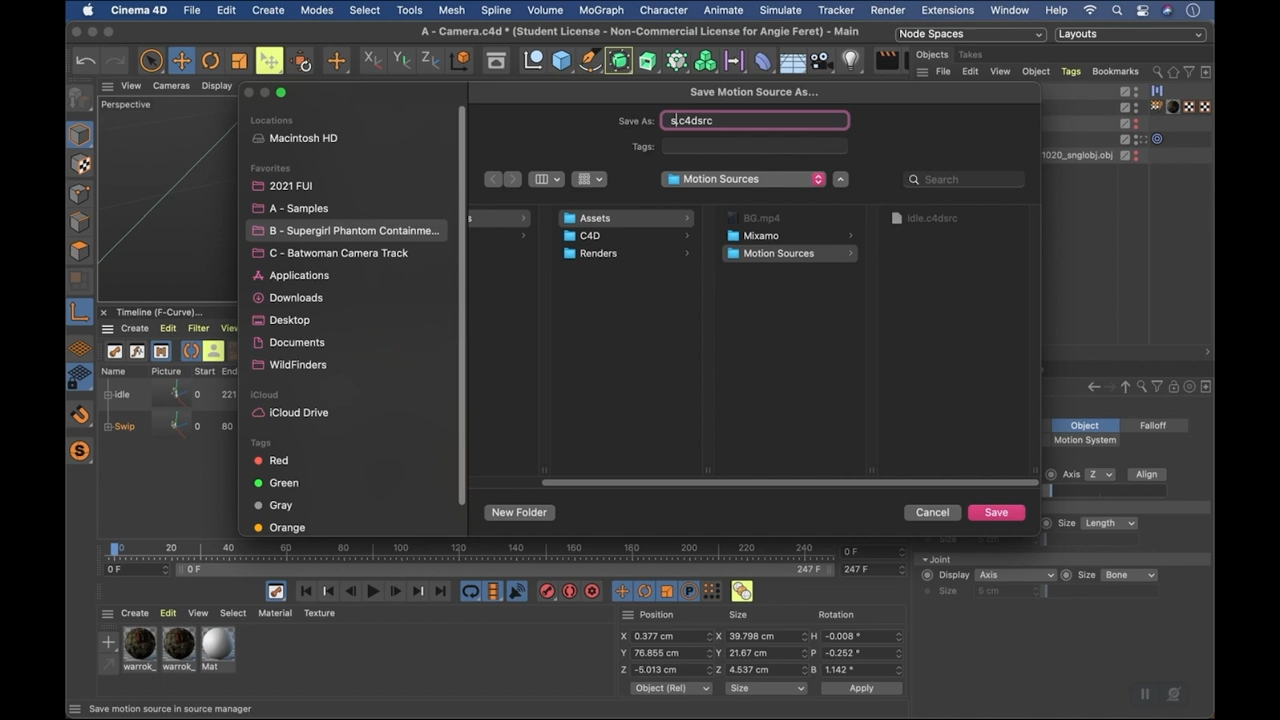 Cinema 4D File Edit Create Modes Select Tools Mesh Spline Volume MoGraph Character Animate Simulate Tracker Render Extensions Window Help
A - Camera.c4d * (Student License - Non-Commercial License for Angie Feret) - Main
Node Spaces
Layouts
Objects Takes
File Edit View Object Tags Bookmarks
View Cameras Display
Perspective
Save Motion Source As...
Locations
Macintosh HD
Favorites
2021 FUI
A - Samples
B - Supergirl Phantom Containme...
C - Batwoman Camera Track
Applications
Downloads
Desktop
Documents
WildFinders
iCloud
iCloud Drive
Tags
Red
Green
Gray
Orange
Save As: s.c4dsrc
Tags:
Motion Sources
Search
s
Assets
C4D
Renders
BG.mp4
Mixamo
Motion Sources
Idle.c4dsrc
New Folder
Cancel
Save
1020_snglobj.obj
Timeline (F-Curve)...
Create Edit Filter View
Name Picture Start End
idle 0 221
Swip 0 80
Object
Falloff
Motion System
Axis Z
Align
Size Length
Joint
Display Axis Size Bone
Size 5 cm
0 20 40 60 80 100 120 140 160 180 200 220 240
0 F
0 F
0 F
247 F
247 F
Create Edit View Select Material Texture
warrok_
warrok_
Mat
Position Size Rotation
X 0.377 cm X 39.798 cm H -0.008 °
Y 76.855 cm Y 21.67 cm P -0.252 °
Z -5.013 cm Z 4.537 cm B 1.142 °
Object (Rel)
Size
Apply
Save motion source in source manager